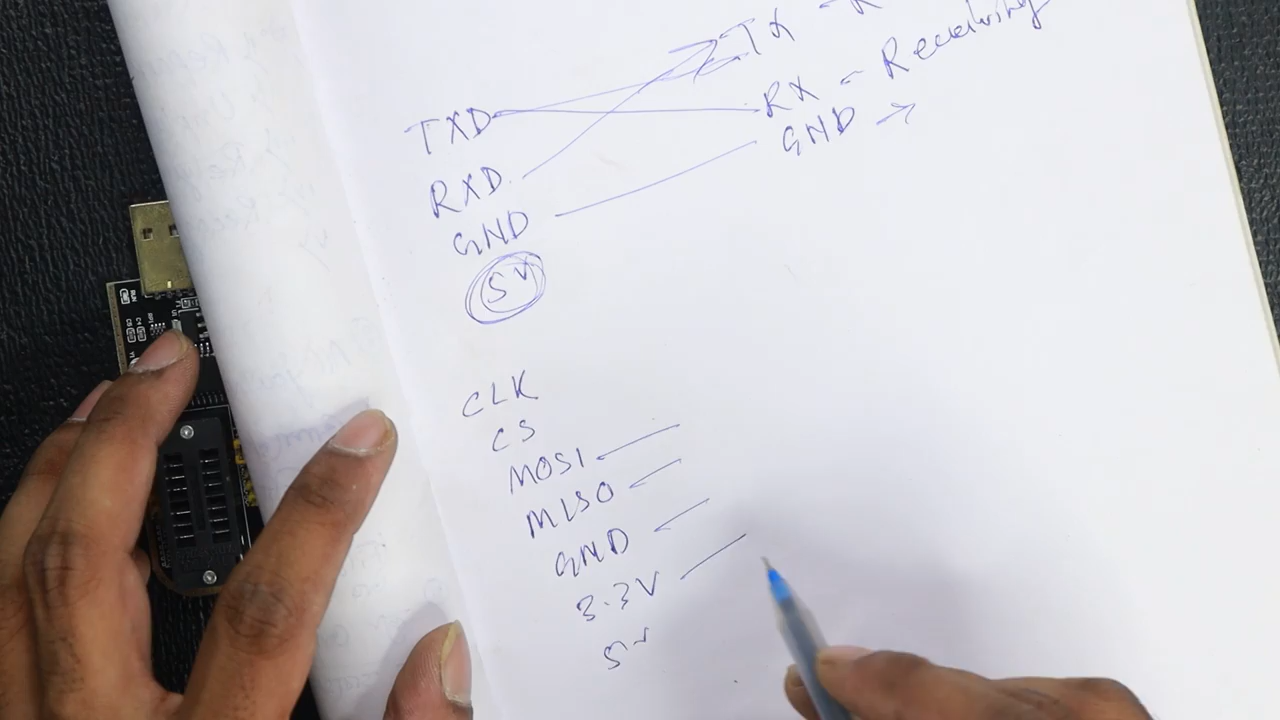 TX -
TXD RX - Receiving
RXD GND →
GND
5V
CLK
CS
MOSI
MISO
GND
3.3V
5V